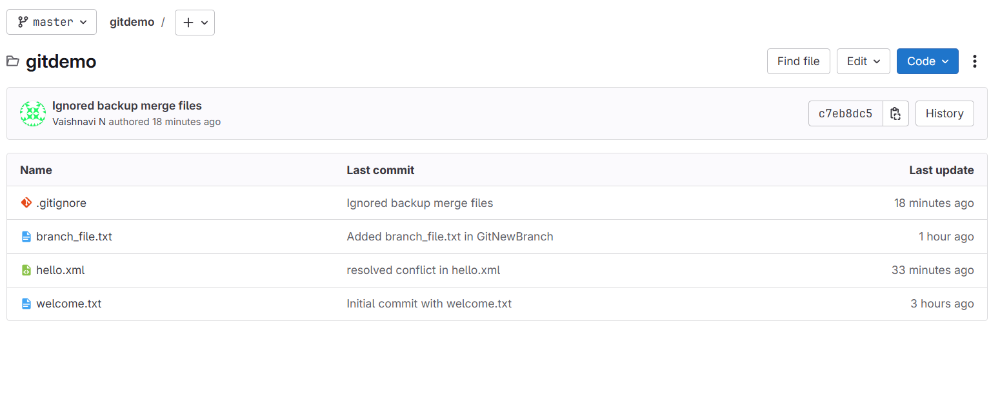 master gitdemo / +
gitdemo Find file Edit Code
Ignored backup merge files
Vaishnavi N authored 18 minutes ago
c7eb8dc5 History
Name Last commit Last update
.gitignore Ignored backup merge files 18 minutes ago
branch_file.txt Added branch_file.txt in GitNewBranch 1 hour ago
hello.xml resolved conflict in hello.xml 33 minutes ago
welcome.txt Initial commit with welcome.txt 3 hours ago